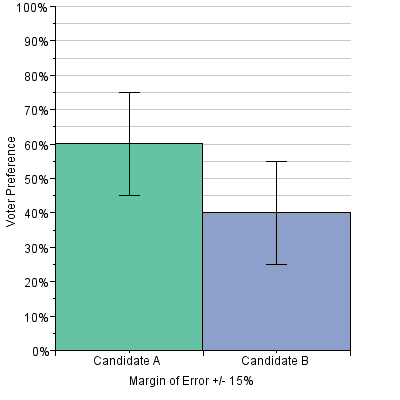 100%
90%
80%
70%
60%
50%
40%
30%
20%
10%
0%
Voter Preference
Candidate A
Candidate B
Margin of Error +/- 15%